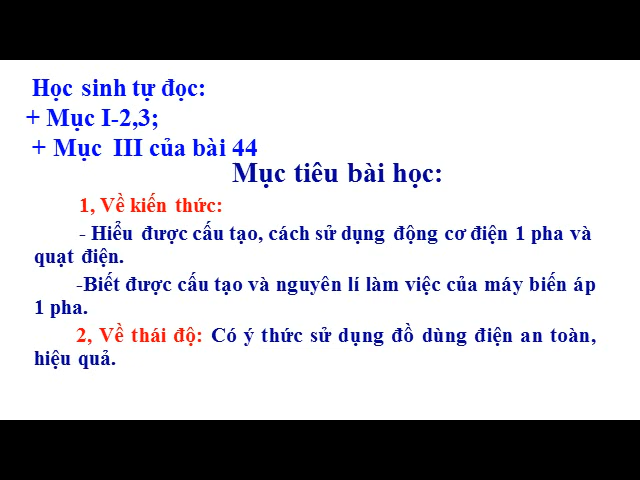 Học sinh tự đọc:
+ Mục I-2,3;
+ Mục III của bài 44
Mục tiêu bài học:
1, Về kiến thức:
- Hiểu được cấu tạo, cách sử dụng động cơ điện 1 pha và
quạt điện.
-Biết được cấu tạo và nguyên lí làm việc của máy biến áp
1 pha.
2, Về thái độ: Có ý thức sử dụng đồ dùng điện an toàn,
hiệu quả.